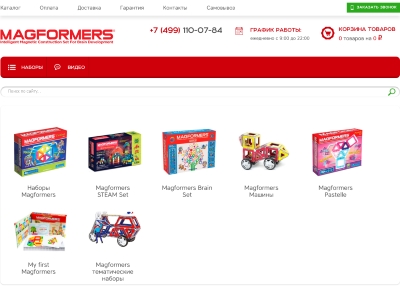 Каталог Оплата Доставка Гарантия Контакты Самовывоз ЗАКАЗАТЬ ЗВОНОК
MAGFORMERS
Intelligent Magnetic Construction Set For Brain Development
+7 (499) 110-07-84
ГРАФИК РАБОТЫ:
ежедневно с 9:00 до 22:00
КОРЗИНА ТОВАРОВ
0 товаров на 0 ₽
НАБОРЫ ВИДЕО
Поиск по сайту...
Наборы
Magformers
Magformers
STEAM Set
Magformers Brain
Set
Magformers
Машины
Magformers
Pastelle
My first
Magformers
Magformers
тематические
наборы